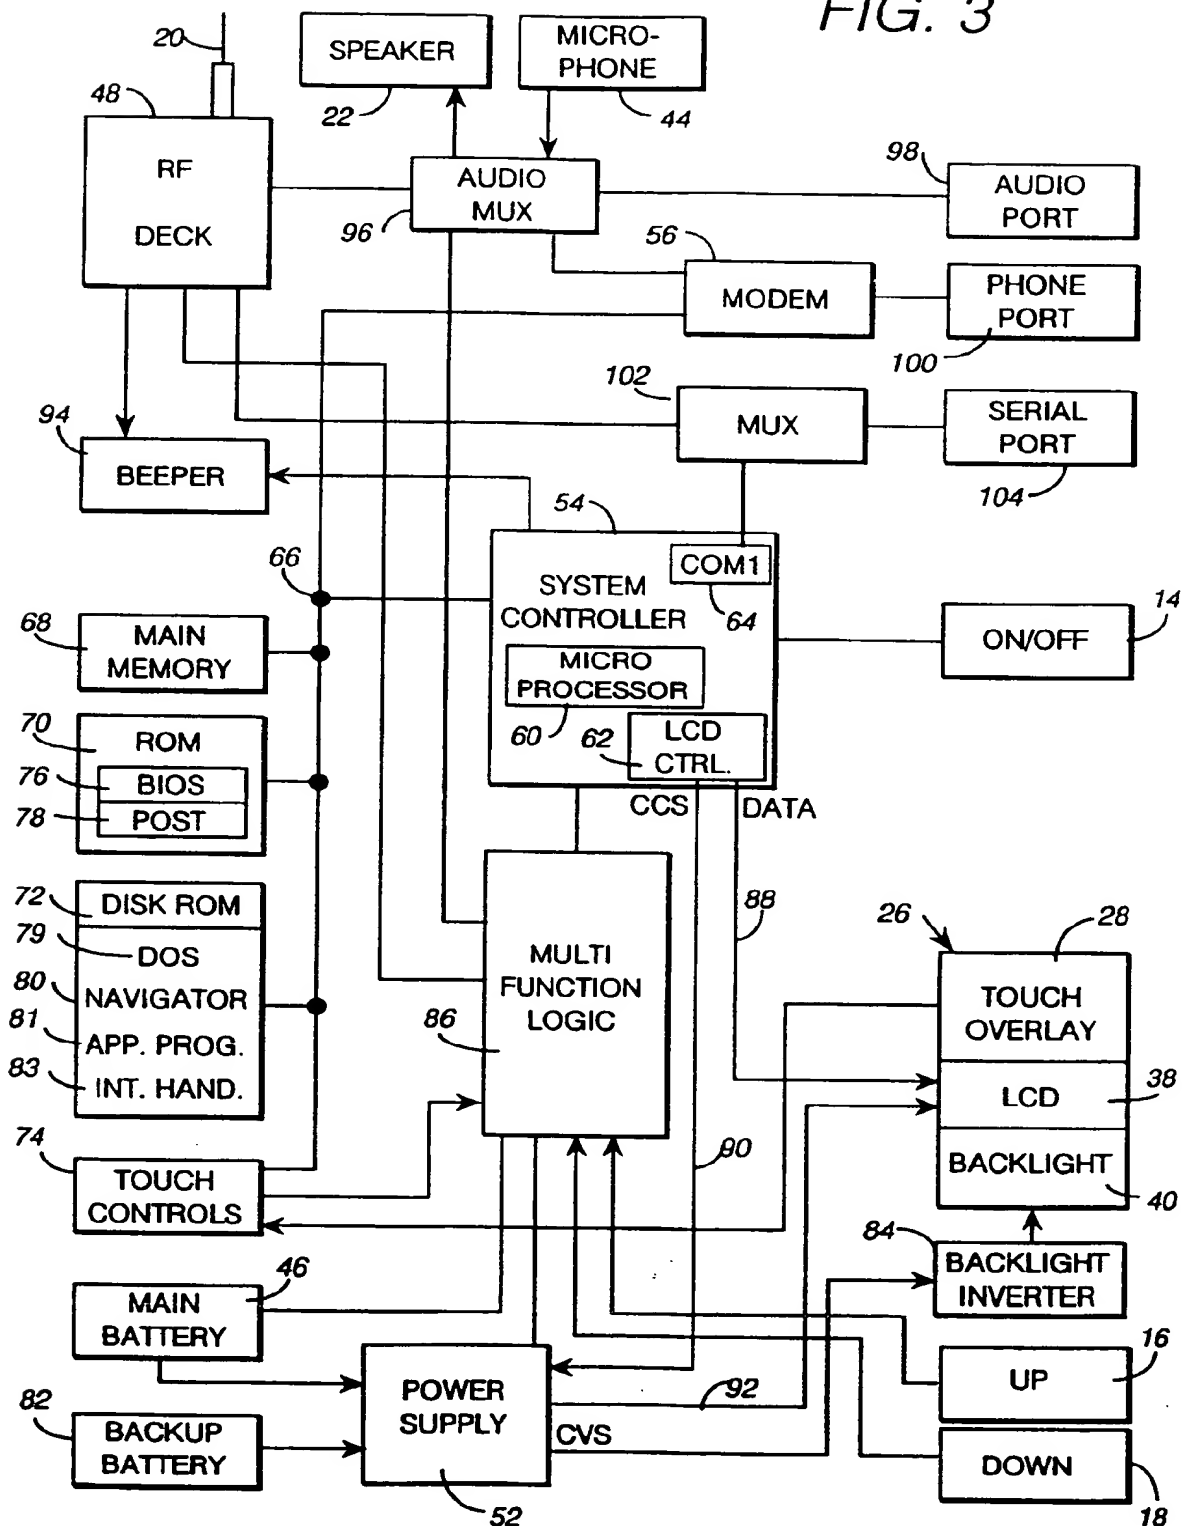 FIG. 3
20
SPEAKER
MICRO-
PHONE
48
22
44
RF
DECK
AUDIO
MUX
96
98
AUDIO
PORT
56
MODEM
PHONE
PORT
100
102
MUX
SERIAL
PORT
104
94
BEEPER
54
COM1
64
SYSTEM
CONTROLLER
66
68
MAIN
MEMORY
MICRO
PROCESSOR
60
62
LCD
CTRL.
ON/OFF
14
70
ROM
76
BIOS
78
POST
CCS
DATA
72
DISK ROM
79
DOS
80
NAVIGATOR
81
APP. PROG.
83
INT. HAND.
MULTI
FUNCTION
LOGIC
86
88
26
28
TOUCH
OVERLAY
LCD
38
BACKLIGHT
40
90
74
TOUCH
CONTROLS
84
BACKLIGHT
INVERTER
46
MAIN
BATTERY
16
UP
82
BACKUP
BATTERY
POWER
SUPPLY
92
CVS
DOWN
18
52